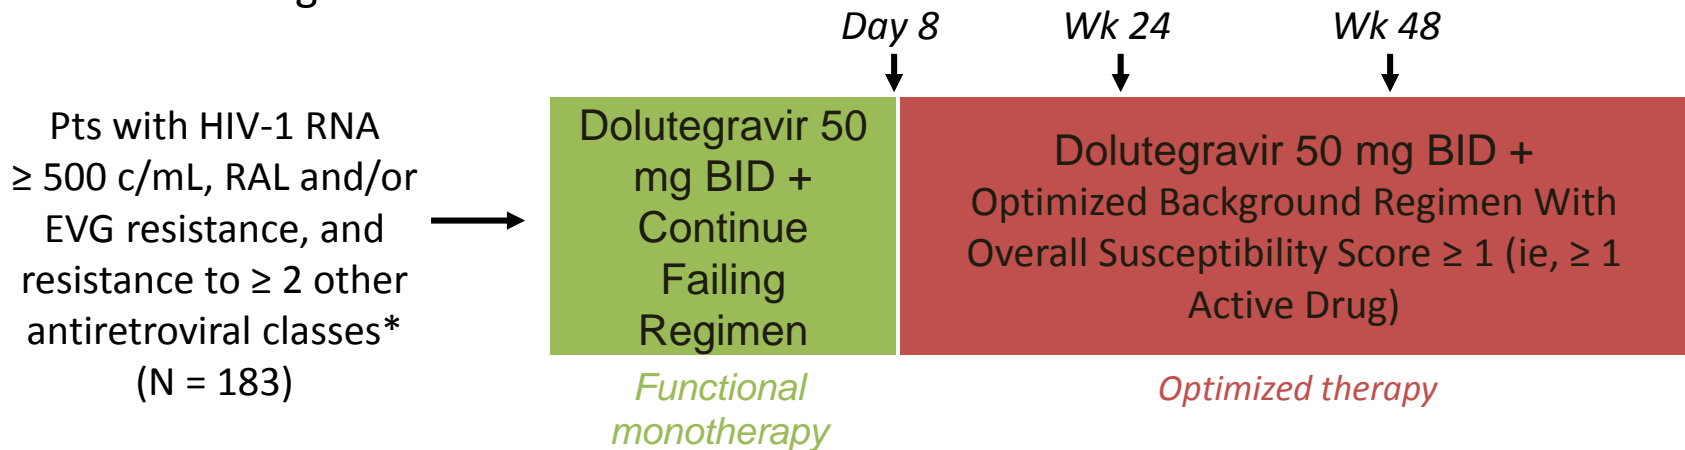 Day 8
Wk 24
Wk 48
Pts with HIV-1 RNA
≥ 500 c/mL, RAL and/or
EVG resistance, and
resistance to ≥ 2 other
antiretroviral classes*
(N = 183)
Dolutegravir 50
mg BID +
Continue
Failing
Regimen
Dolutegravir 50 mg BID +
Optimized Background Regimen With
Overall Susceptibility Score ≥ 1 (ie, ≥ 1
Active Drug)
Functional
monotherapy
Optimized therapy